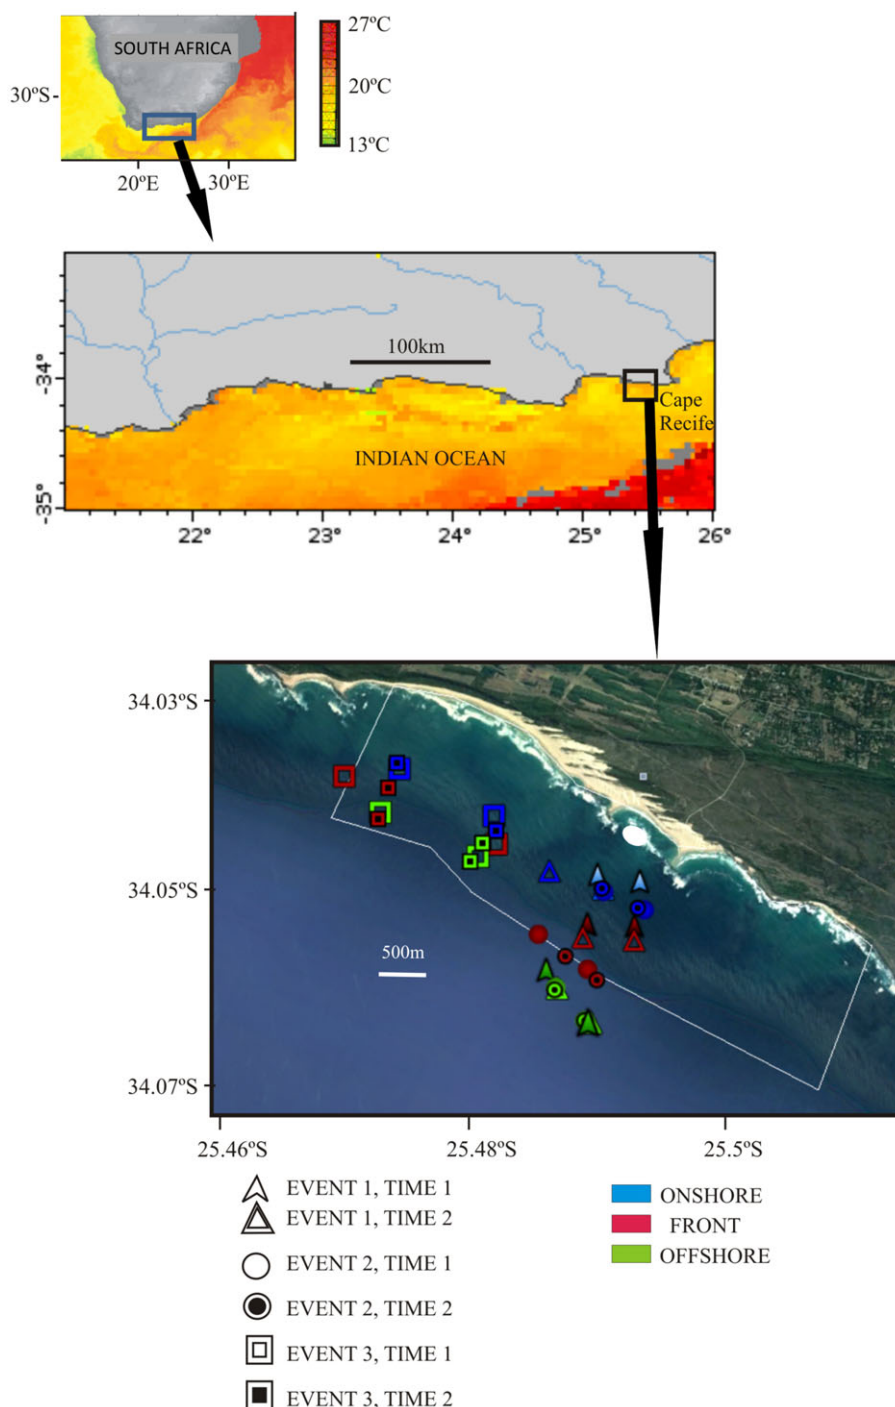 27ºC
SOUTH AFRICA
20ºC
30ºS
13ºC
20ºE
30ºE
100km
-34°
Cape
Recife
INDIAN OCEAN
-35°
22°
23°
24°
25°
26°
34.03ºS
34.05ºS
500m
34.07ºS
25.46ºS
25.48ºS
25.5ºS
EVENT 1, TIME 1
EVENT 1, TIME 2
EVENT 2, TIME 1
EVENT 2, TIME 2
EVENT 3, TIME 1
EVENT 3, TIME 2
ONSHORE
FRONT
OFFSHORE